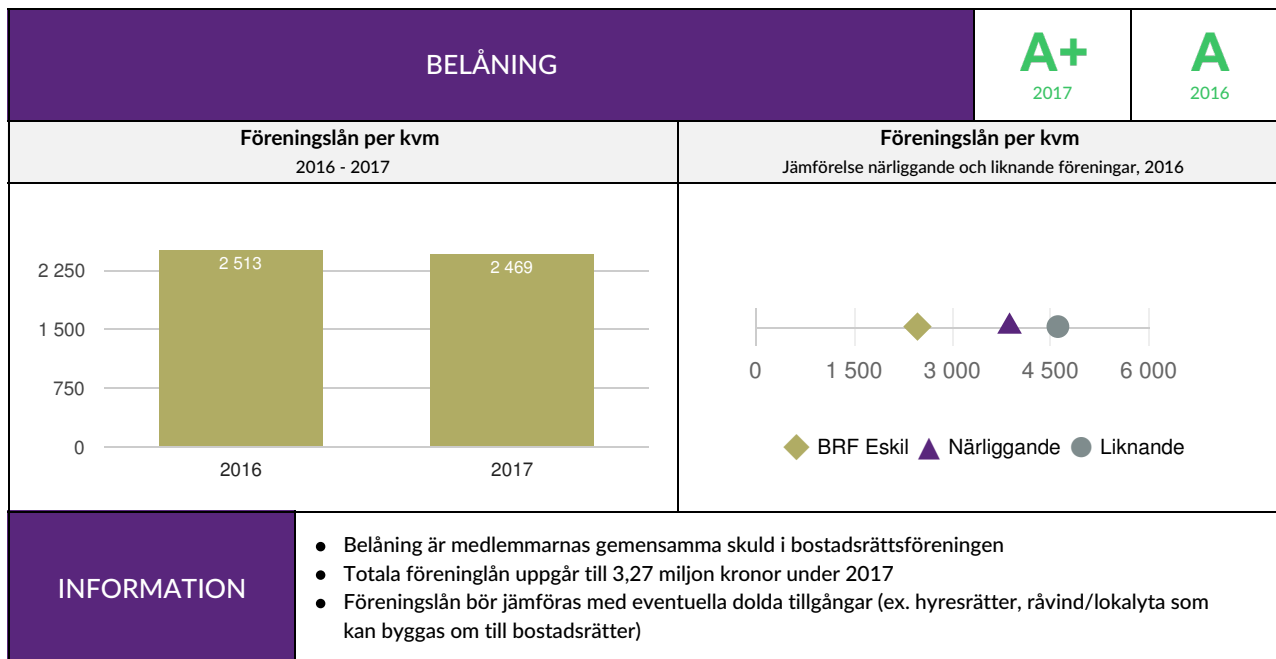 BELÅNING
A+
2017
A
2016
Föreningslån per kvm
2016 - 2017
Föreningslån per kvm
Jämförelse närliggande och liknande föreningar, 2016
2 250
1 500
750
0
2 513
2 469
2016
2017
0
1 500
3 000
4 500
6 000
BRF Eskil
Närliggande
Liknande
INFORMATION
● Belåning är medlemmarnas gemensamma skuld i bostadsrättsföreningen
● Totala föreninglån uppgår till 3,27 miljon kronor under 2017
● Föreningslån bör jämföras med eventuella dolda tillgångar (ex. hyresrätter, råvind/lokalyta som
kan byggas om till bostadsrätter)